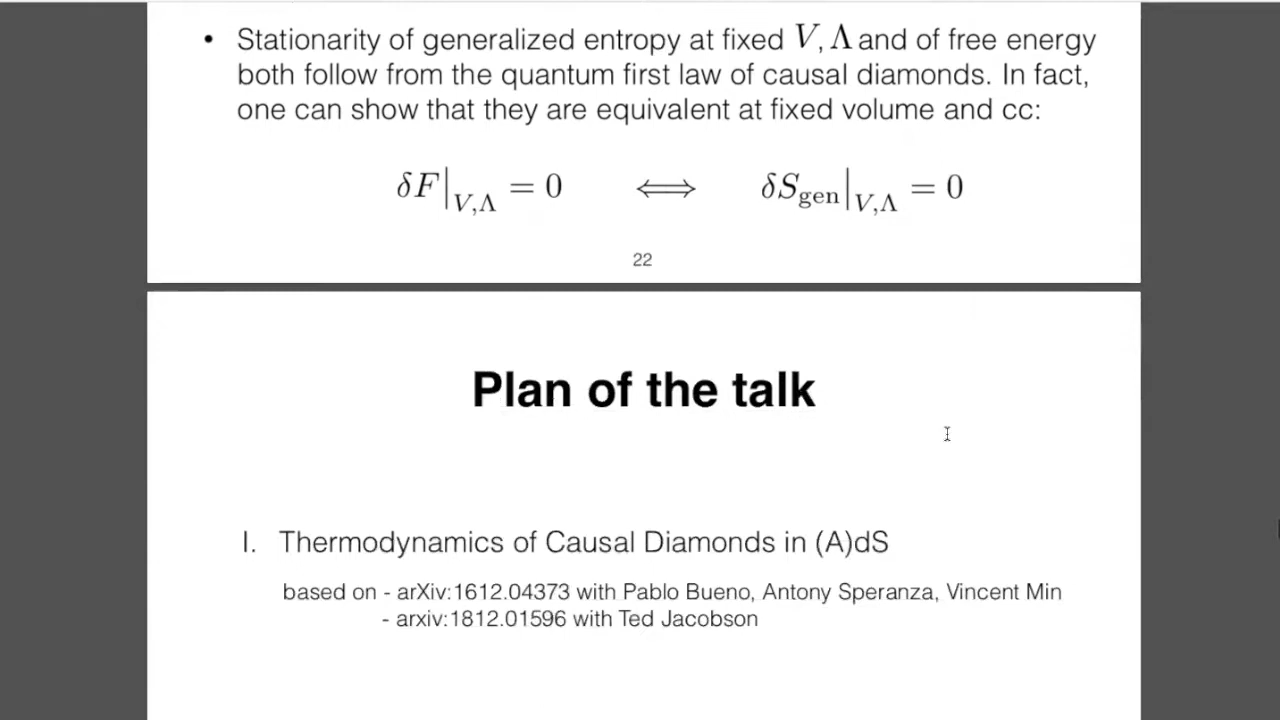 • Stationarity of generalized entropy at fixed V, Λ and of free energy
both follow from the quantum first law of causal diamonds. In fact,
one can show that they are equivalent at fixed volume and cc:
δF|_{V,Λ} = 0 ⟺ δS_{gen}|_{V,Λ} = 0
22
Plan of the talk
I. Thermodynamics of Causal Diamonds in (A)dS
based on - arXiv:1612.04373 with Pablo Bueno, Antony Speranza, Vincent Min
- arxiv:1812.01596 with Ted Jacobson